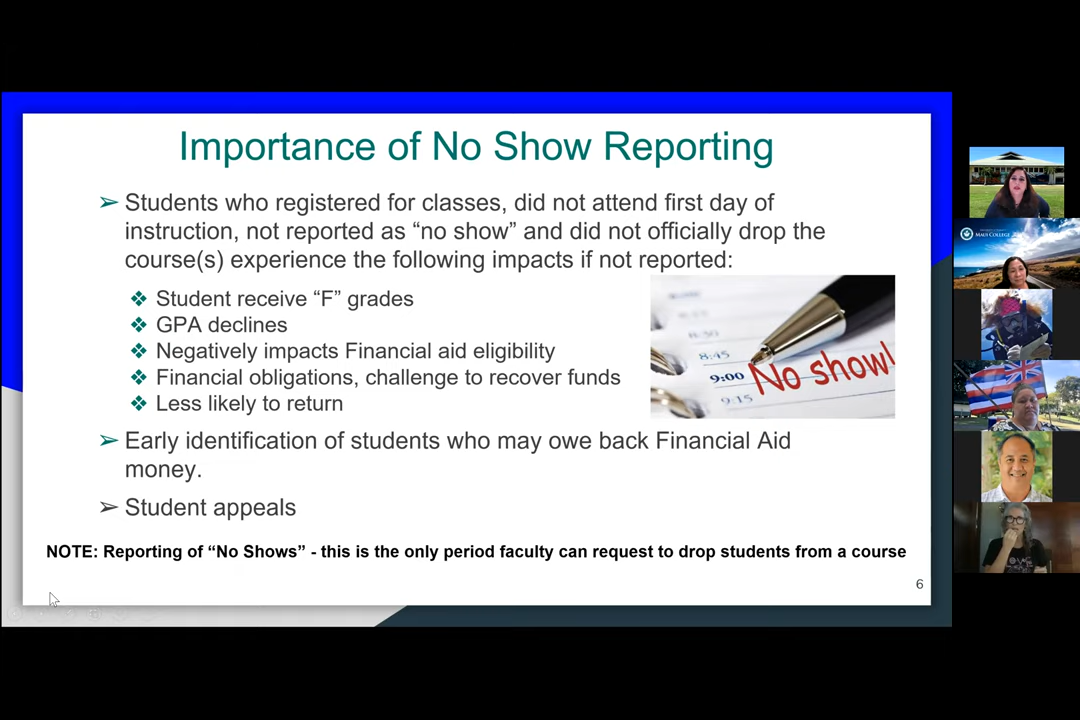 Importance of No Show Reporting
➢ Students who registered for classes, did not attend first day of
instruction, not reported as “no show” and did not officially drop the
course(s) experience the following impacts if not reported:
❖ Student receive “F” grades
❖ GPA declines
❖ Negatively impacts Financial aid eligibility
❖ Financial obligations, challenge to recover funds
❖ Less likely to return
8:30
8:45
9:00 No show!
9:15
➢ Early identification of students who may owe back Financial Aid
money.
➢ Student appeals
NOTE: Reporting of “No Shows” - this is the only period faculty can request to drop students from a course
6
MAUI COLLEGE